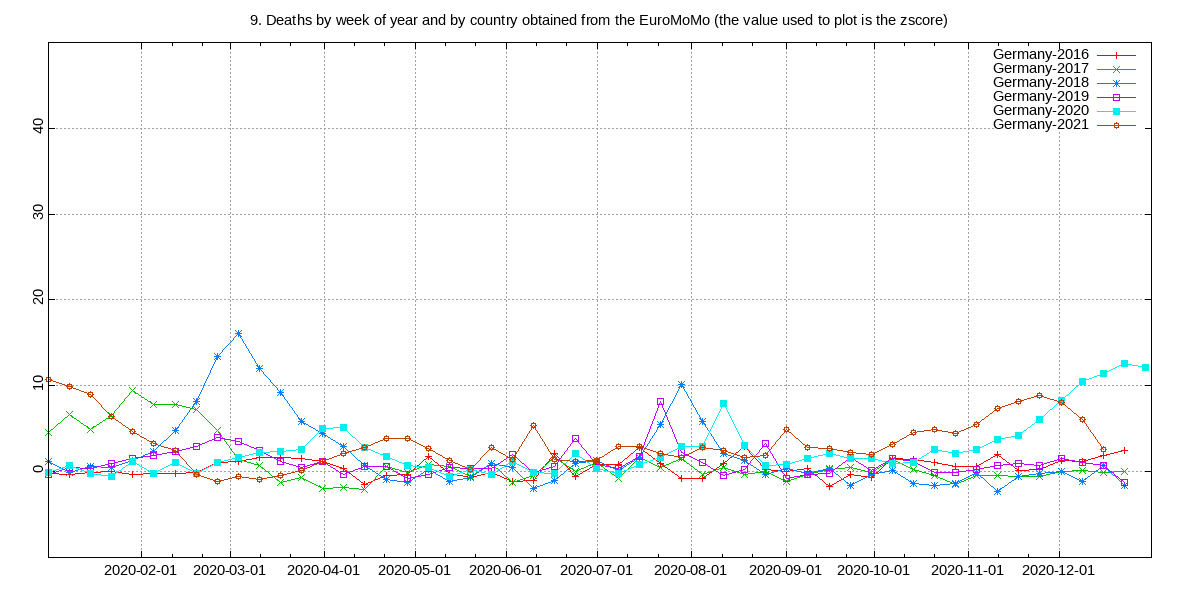 9. Deaths by week of year and by country obtained from the EuroMoMo (the value used to plot is the zscore)
Germany-2016
Germany-2017
Germany-2018
Germany-2019
Germany-2020
Germany-2021
40
30
20
10
0
2020-02-01 2020-03-01 2020-04-01 2020-05-01 2020-06-01 2020-07-01 2020-08-01 2020-09-01 2020-10-01 2020-11-01 2020-12-01